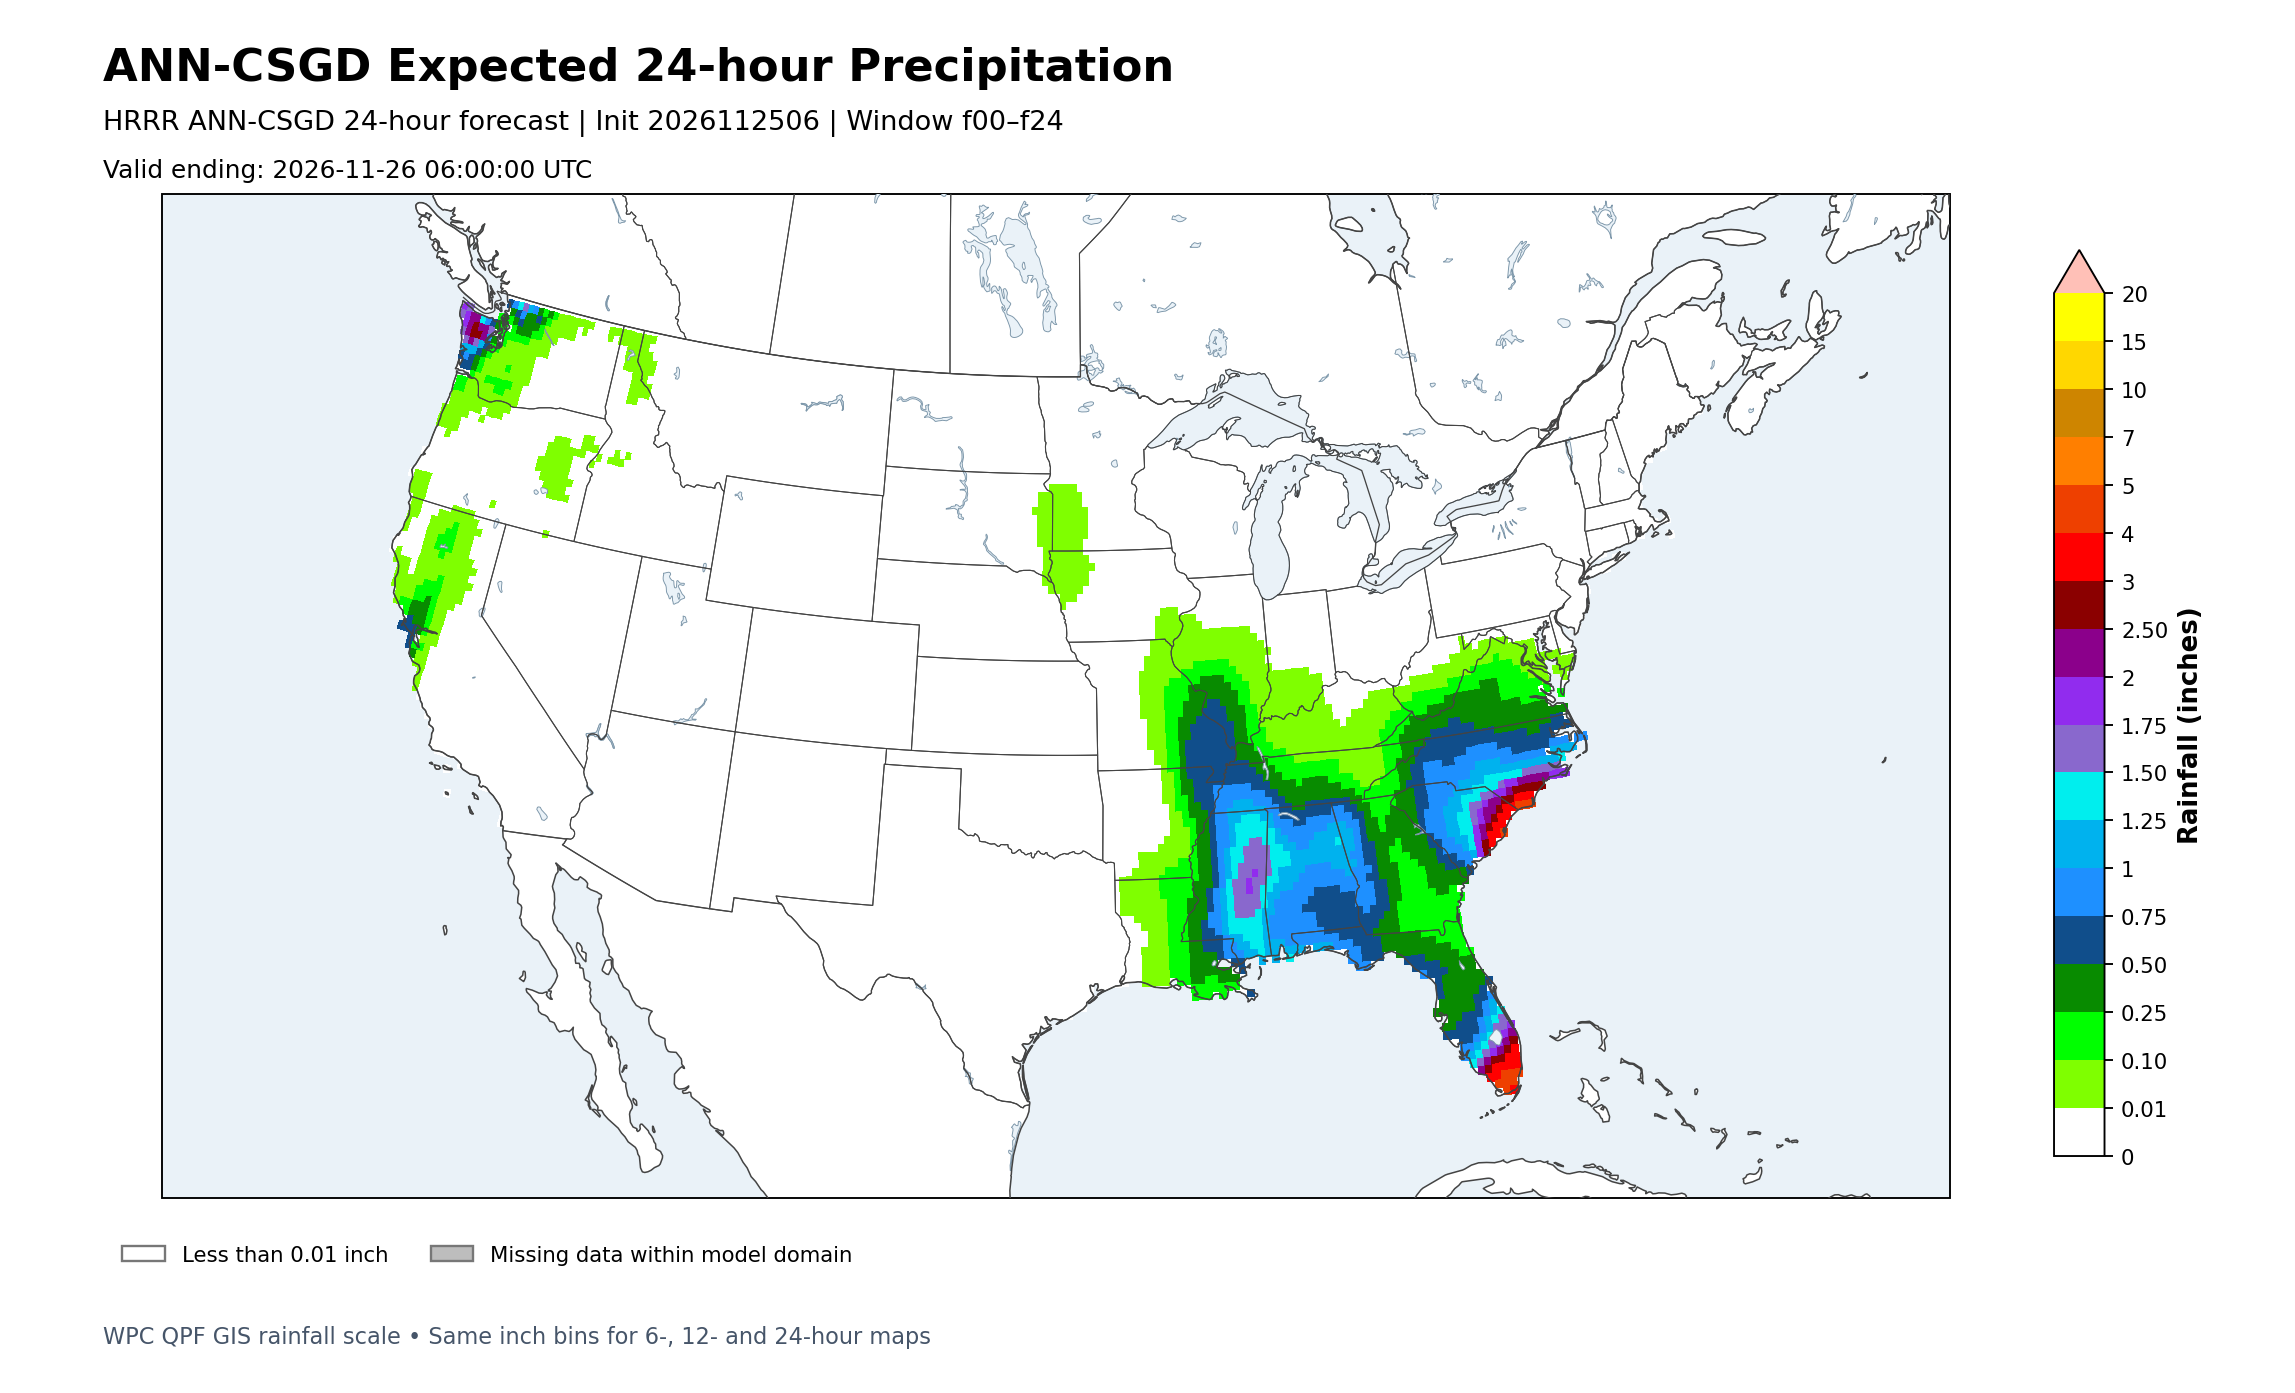 ANN-CSGD Expected 24-hour Precipitation
HRRR ANN-CSGD 24-hour forecast | Init 2026112506 | Window f00–f24
Valid ending: 2026-11-26 06:00:00 UTC
20
15
10
7
5
4
3
2.50
2
1.75
1.50
1.25
1
0.75
0.50
0.25
0.10
0.01
0
Rainfall (inches)
Less than 0.01 inch
Missing data within model domain
WPC QPF GIS rainfall scale • Same inch bins for 6-, 12- and 24-hour maps